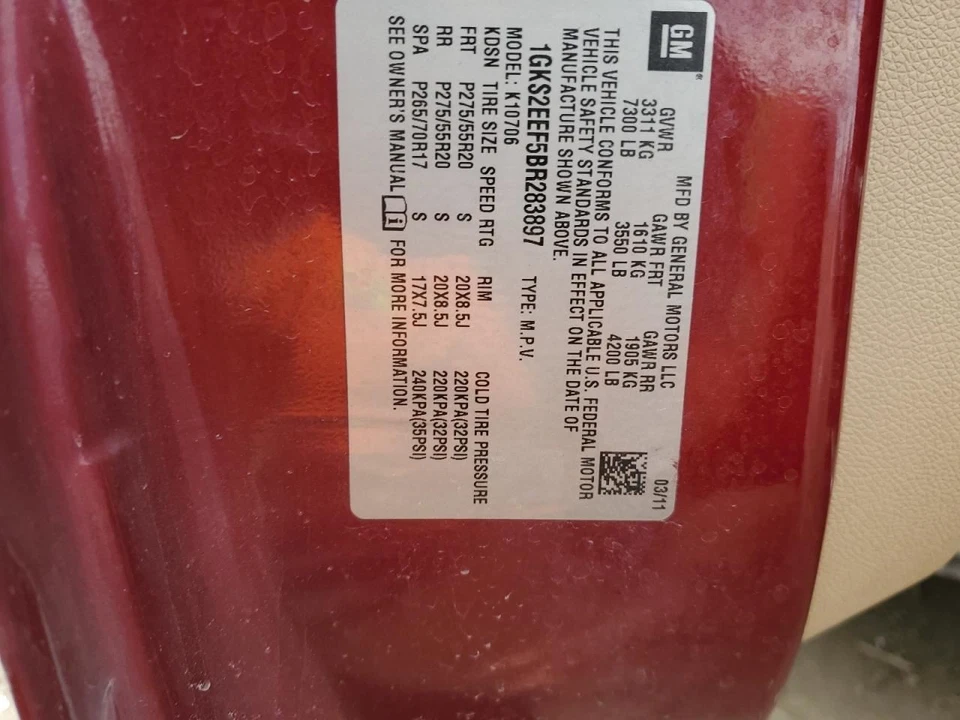 GM®
MFD BY GENERAL MOTORS LLC 03/11
GVWR GAWR FRT GAWR RR
3311 KG 1610 KG 1905 KG
7300 LB 3550 LB 4200 LB
THIS VEHICLE CONFORMS TO ALL APPLICABLE U.S. FEDERAL MOTOR
VEHICLE SAFETY STANDARDS IN EFFECT ON THE DATE OF
MANUFACTURE SHOWN ABOVE.
1GKS2EEF5BR283897 TYPE: M.P.V.
MODEL: K10706
KDSN TIRE SIZE SPEED RTG RIM COLD TIRE PRESSURE
FRT P275/55R20 S 20X8.5J 220KPA(32PSI)
RR P275/55R20 S 20X8.5J 220KPA(32PSI)
SPA P265/70R17 S 17X7.5J 240KPA(35PSI)
SEE OWNER'S MANUAL FOR MORE INFORMATION.